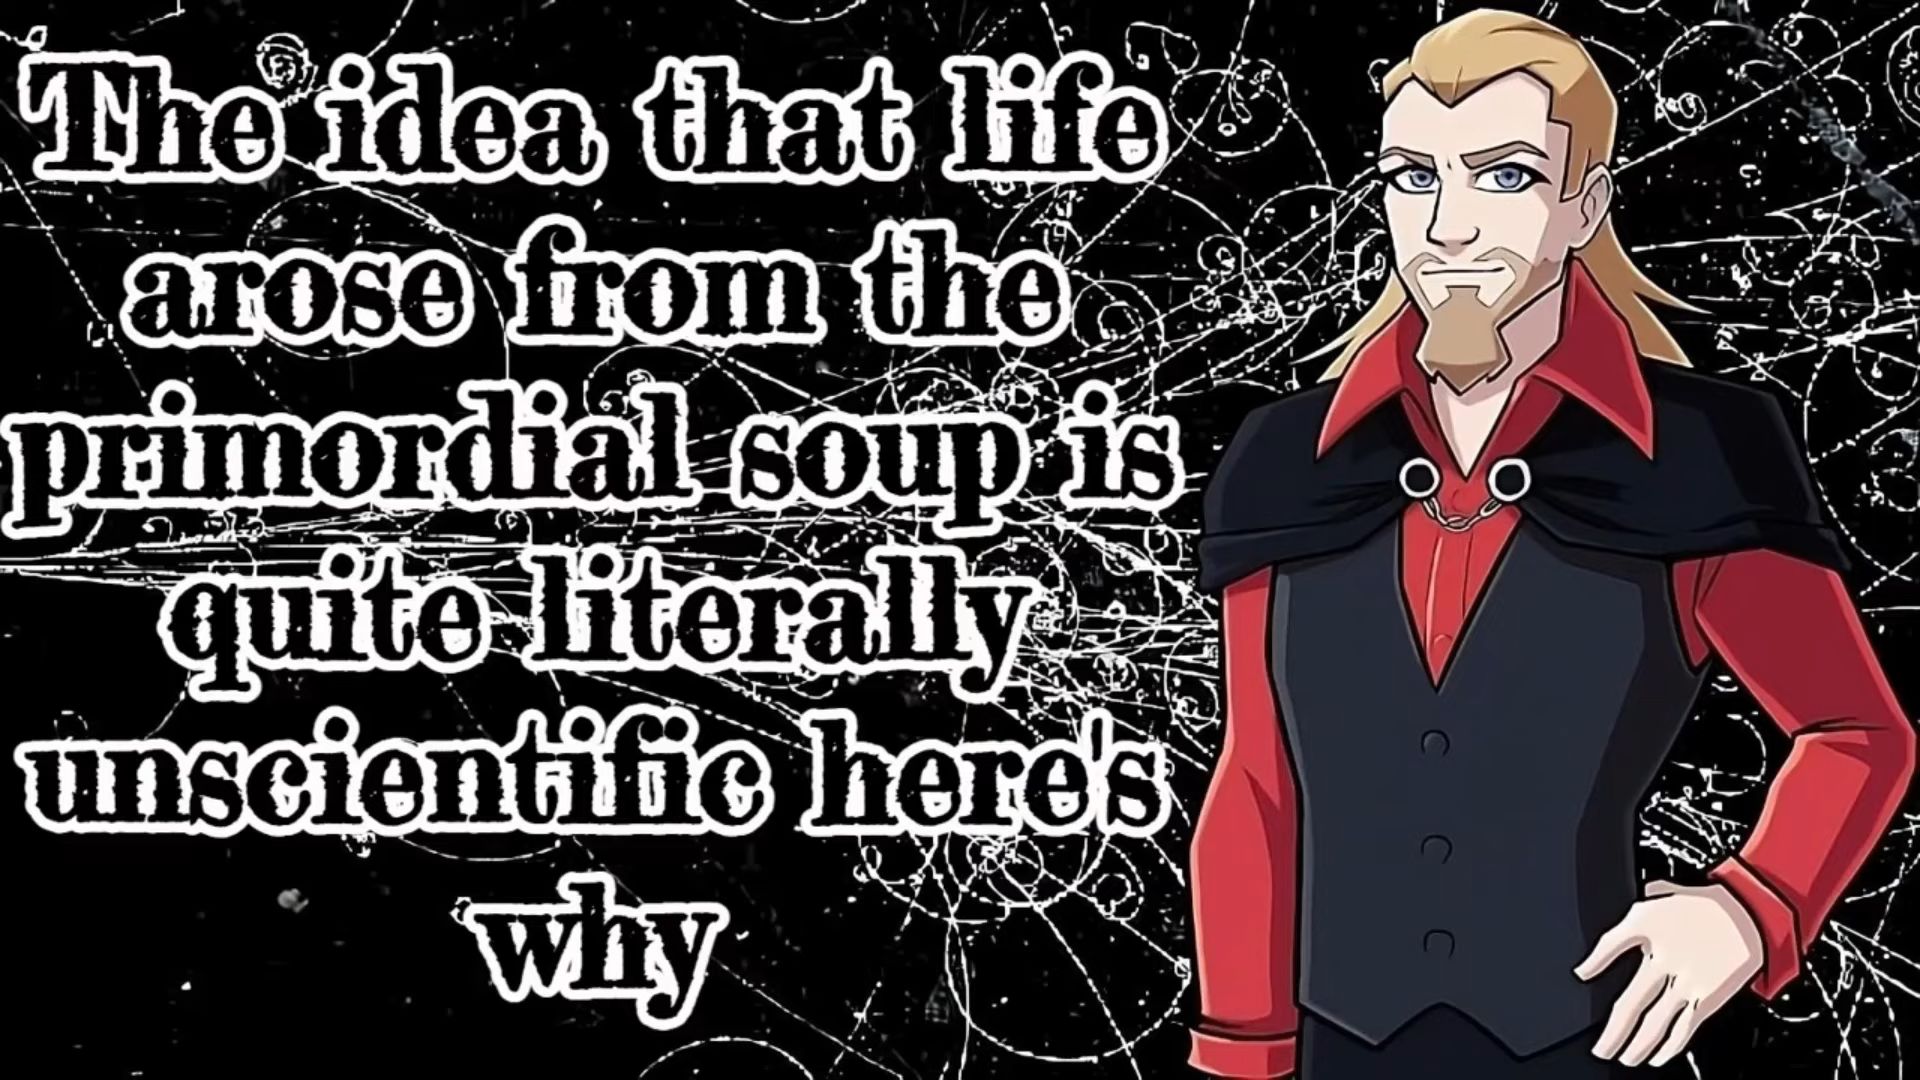 The idea that life
arose from the
primordial soup is
quite literally
unscientific here's
why